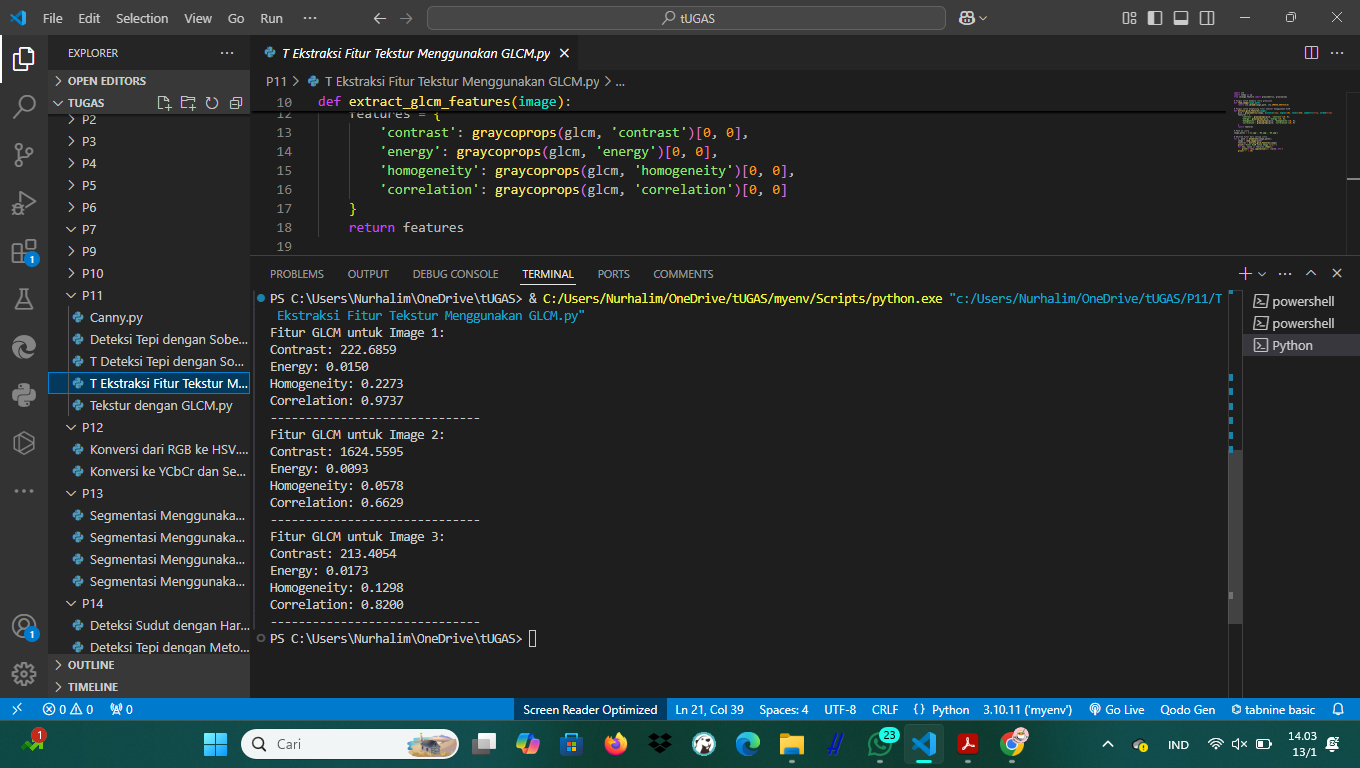 File Edit Selection View Go Run ··· tUGAS
EXPLORER ···
OPEN EDITORS
TUGAS
P2
P3
P4
P5
P6
P7
P9
P10
P11
Canny.py
Deteksi Tepi dengan Sobe...
T Deteksi Tepi dengan So...
T Ekstraksi Fitur Tekstur M...
Tekstur dengan GLCM.py
P12
Konversi dari RGB ke HSV....
Konversi ke YCbCr dan Se...
P13
Segmentasi Menggunaka...
Segmentasi Menggunaka...
Segmentasi Menggunaka...
Segmentasi Menggunaka...
P14
Deteksi Sudut dengan Har...
Deteksi Tepi dengan Meto...
OUTLINE
TIMELINE
1
1
T Ekstraksi Fitur Tekstur Menggunakan GLCM.py
P11 > T Ekstraksi Fitur Tekstur Menggunakan GLCM.py > ...
10 def extract_glcm_features(image):
12 features = {
13 'contrast': graycoprops(glcm, 'contrast')[0, 0],
14 'energy': graycoprops(glcm, 'energy')[0, 0],
15 'homogeneity': graycoprops(glcm, 'homogeneity')[0, 0],
16 'correlation': graycoprops(glcm, 'correlation')[0, 0]
17 }
18 return features
19
PROBLEMS OUTPUT DEBUG CONSOLE TERMINAL PORTS COMMENTS
PS C:\Users\Nurhalim\OneDrive\tUGAS> & C:/Users/Nurhalim/OneDrive/tUGAS/myenv/Scripts/python.exe "c:/Users/Nurhalim/OneDrive/tUGAS/P11/T
Ekstraksi Fitur Tekstur Menggunakan GLCM.py"
Fitur GLCM untuk Image 1:
Contrast: 222.6859
Energy: 0.0150
Homogeneity: 0.2273
Correlation: 0.9737
------------------------------
Fitur GLCM untuk Image 2:
Contrast: 1624.5595
Energy: 0.0093
Homogeneity: 0.0578
Correlation: 0.6629
------------------------------
Fitur GLCM untuk Image 3:
Contrast: 213.4054
Energy: 0.0173
Homogeneity: 0.1298
Correlation: 0.8200
------------------------------
PS C:\Users\Nurhalim\OneDrive\tUGAS>
powershell
powershell
Python
0 0 0 Screen Reader Optimized Ln 21, Col 39 Spaces: 4 UTF-8 CRLF {} Python 3.10.11 ('myenv') Go Live Qodo Gen tabnine basic
1 Cari 23 IND 14.03
13/1